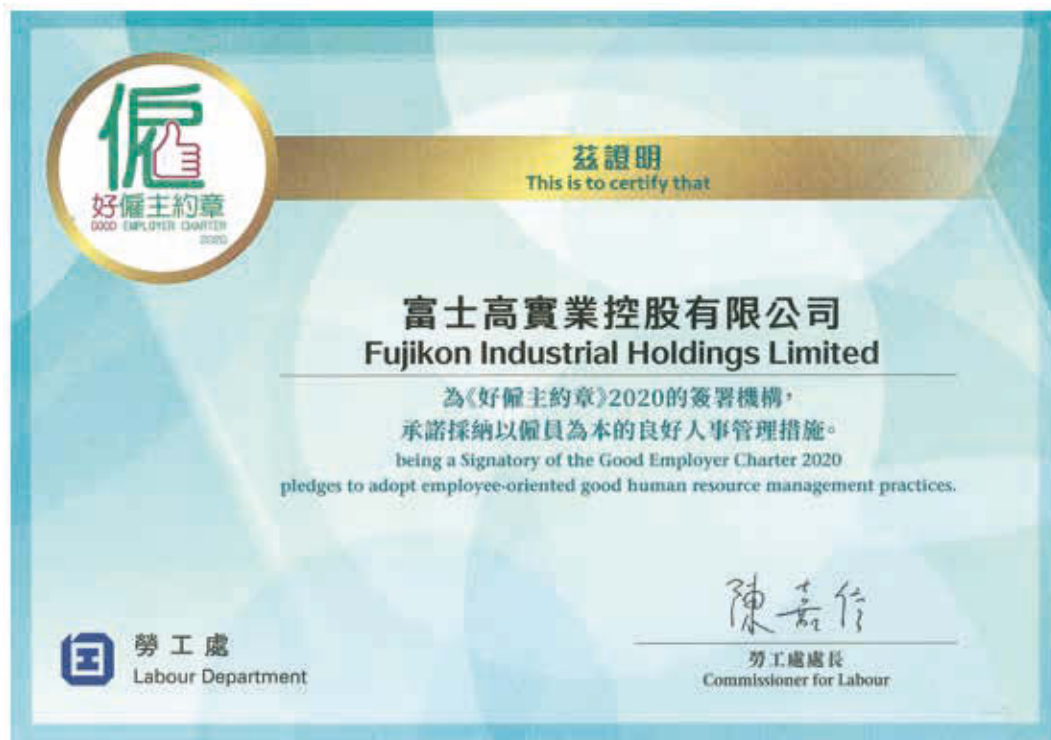 僱
好僱主約章
GOOD EMPLOYER CHARTER
2020
茲證明
This is to certify that
富士高實業控股有限公司
Fujikon Industrial Holdings Limited
為《好僱主約章》2020的簽署機構，
承諾採納以僱員為本的良好人事管理措施。
being a Signatory of the Good Employer Charter 2020
pledges to adopt employee-oriented good human resource management practices.
陳嘉信
勞工處處長
Commissioner for Labour
勞工處
Labour Department